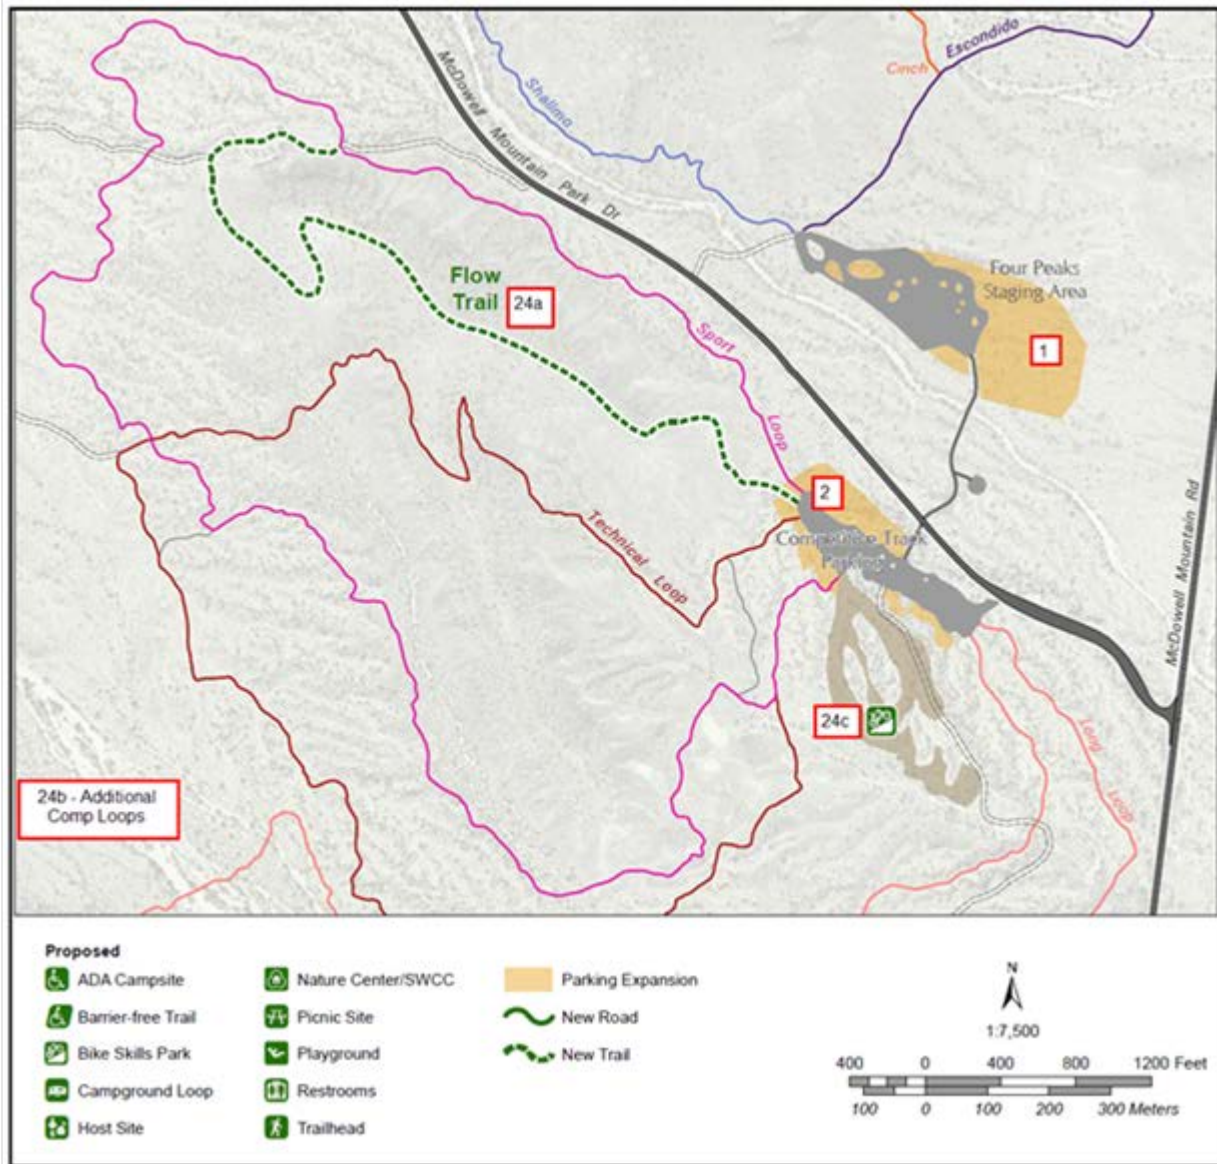 Escondido
Cinch
Shallmo
McDowell Mountain Park Dr
Four Peaks
Staging Area
Flow
Trail
24a
1
Sport Loop
2
Competitive Track
Parking
Technical Loop
McDowell Mountain Rd
24c
Long Loop
24b - Additional
Comp Loops
Proposed
ADA Campsite
Barrier-free Trail
Bike Skills Park
Campground Loop
Host Site
Nature Center/SWCC
Picnic Site
Playground
Restrooms
Trailhead
Parking Expansion
New Road
New Trail
N
1:7,500
400 0 400 800 1200 Feet
100 0 100 200 300 Meters